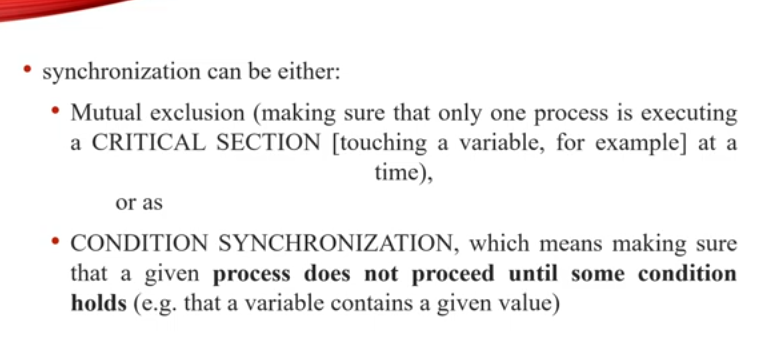 • synchronization can be either:
• Mutual exclusion (making sure that only one process is executing
a CRITICAL SECTION [touching a variable, for example] at a
time),
or as
• CONDITION SYNCHRONIZATION, which means making sure
that a given process does not proceed until some condition
holds (e.g. that a variable contains a given value)